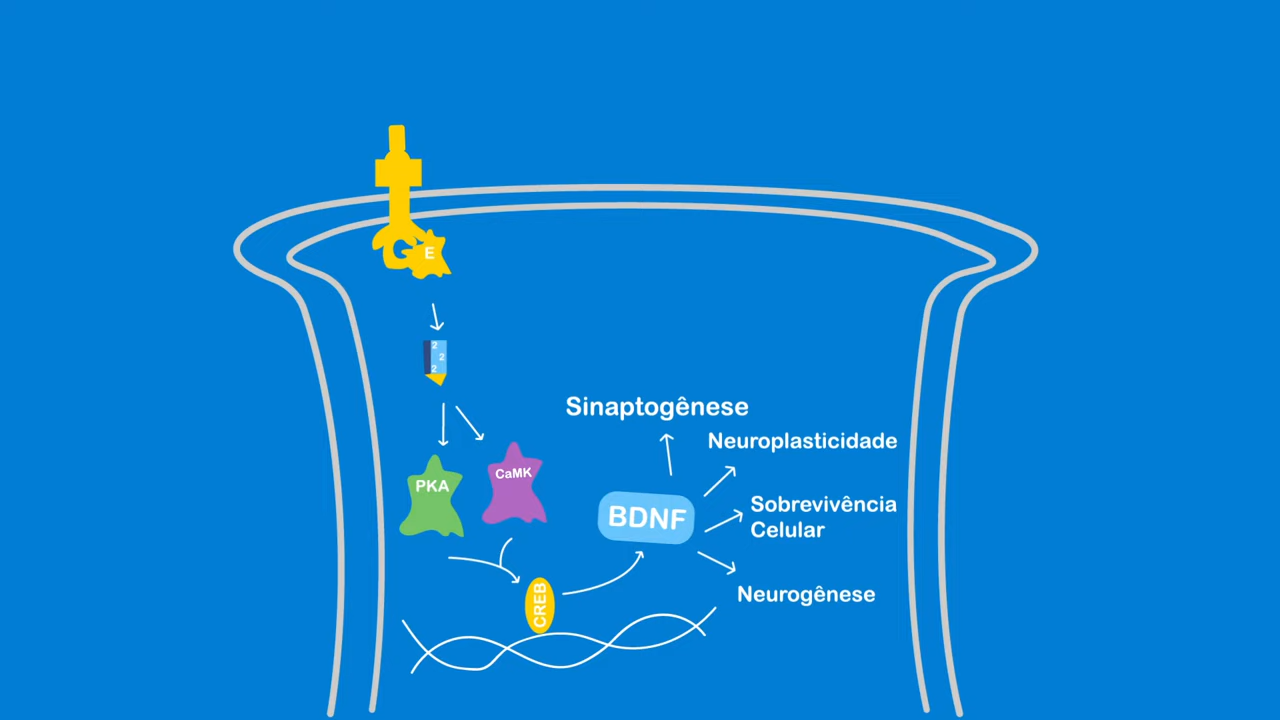 G
E
2
2
2
PKA
CaMK
CREB
BDNF
Sinaptogênese
Neuroplasticidade
Sobrevivência
Celular
Neurogênese